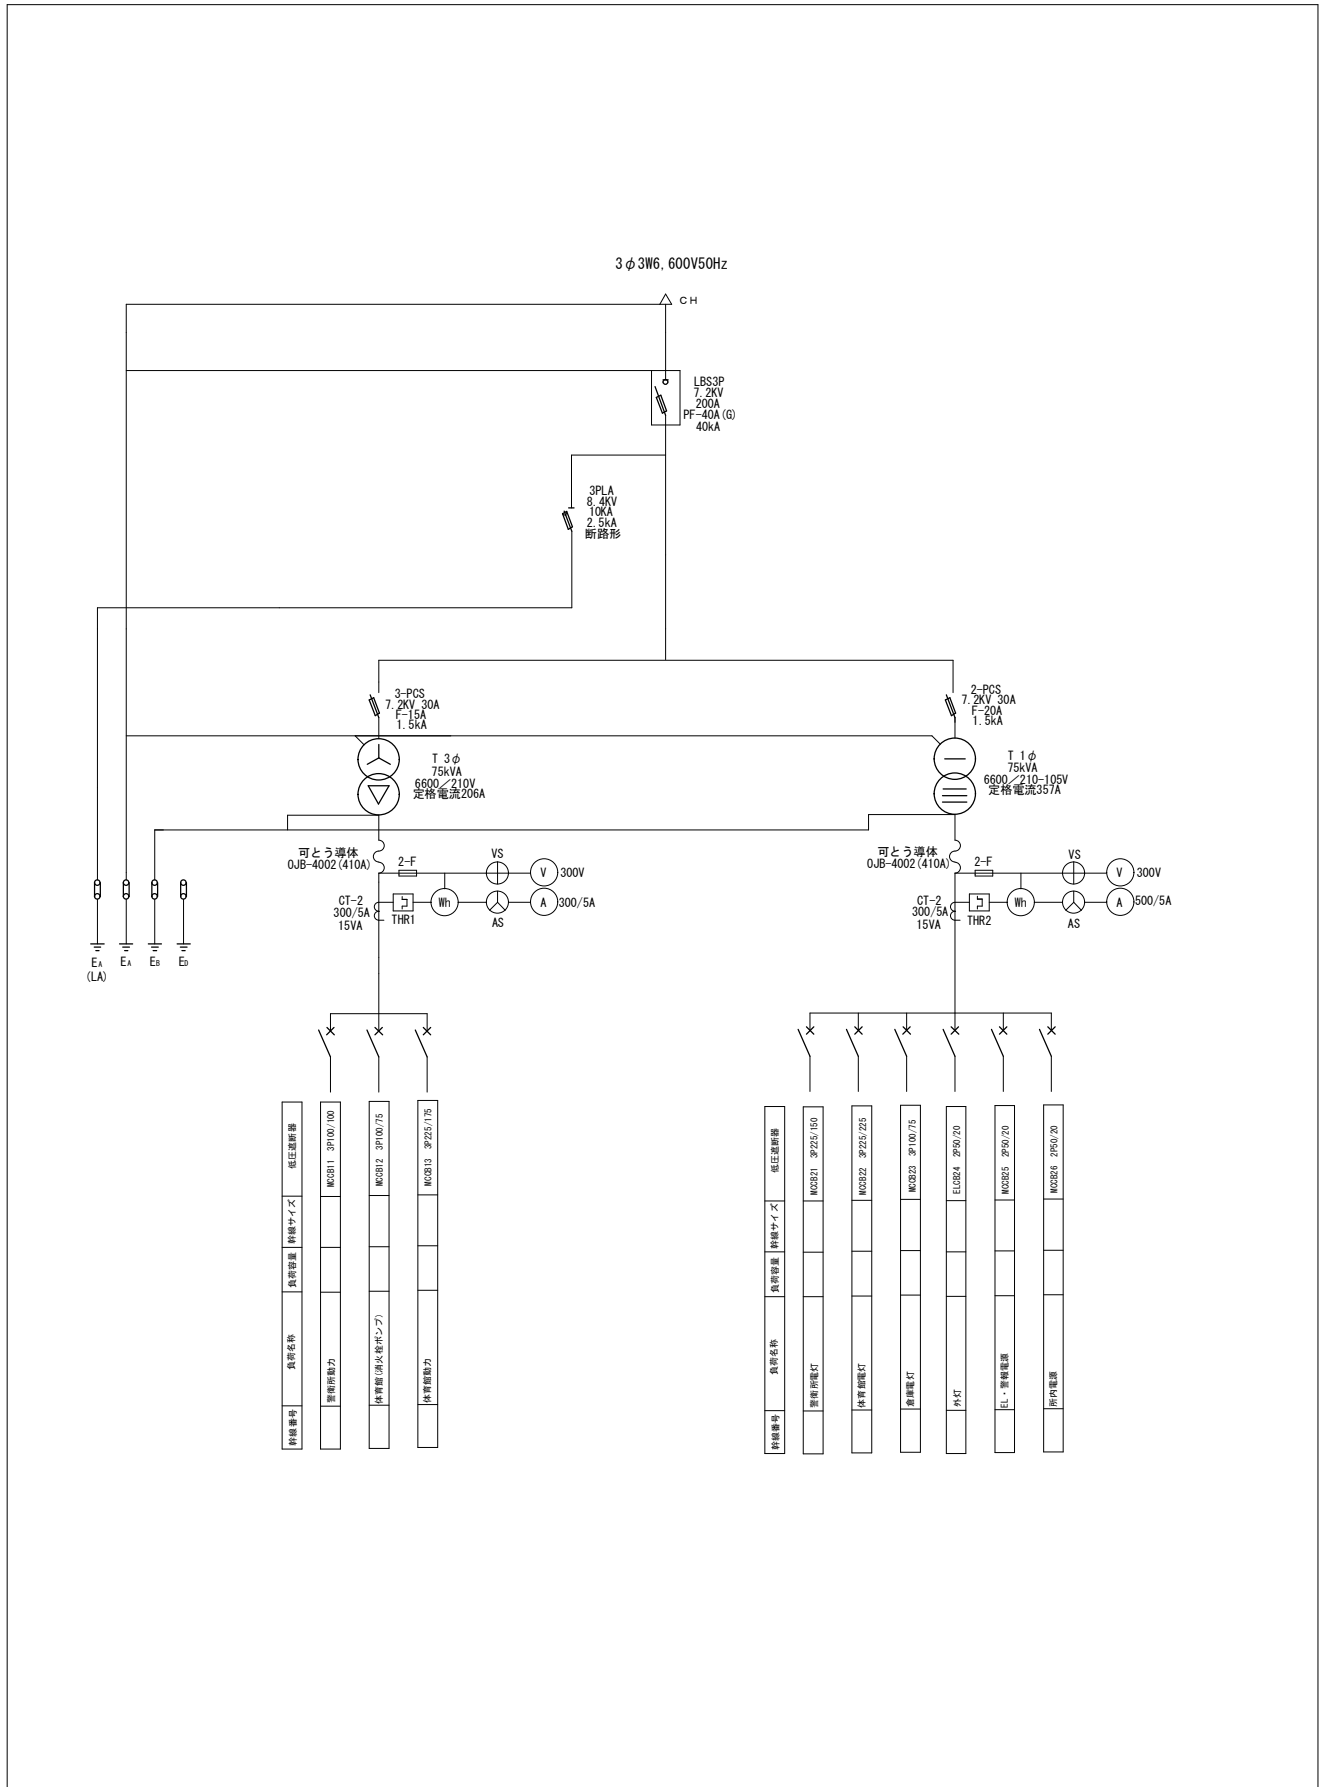 3φ3W6,600V50Hz
CH
LBS3P
7.2KV
200A
PF-40A(G)
40kA
3PLA
8.4KV
10KA
2.5kA
断路形
3-PCS
7.2KV 30A
F-15A
1.5kA
2-PCS
7.2KV 30A
F-20A
1.5kA
T 3φ
75kVA
6600／210V
定格電流206A
T 1φ
75kVA
6600／210-105V
定格電流357A
可とう導体
OJB-4002(410A)
2-F
VS
V
300V
CT-2
300/5A
15VA
THR1
Wh
AS
A
300/5A
可とう導体
OJB-4002(410A)
2-F
VS
V
300V
CT-2
300/5A
15VA
THR2
Wh
AS
A
500/5A
EA
(LA)
EA
EB
ED
低圧遮断器
幹線サイズ
負荷容量
負荷名称
幹線番号
MCCB11 3P100/100
警衛所動力
MCCB12 3P100/75
体育館(消火栓ポンプ)
MCCB13 3P225/175
体育館動力
低圧遮断器
幹線サイズ
負荷容量
負荷名称
幹線番号
MCCB21 3P225/150
警衛所電灯
MCCB22 3P225/225
体育館電灯
MCCB23 3P100/75
倉庫電灯
ELCB24 2P50/20
外灯
MCCB25 2P50/20
EL・警報電源
MCCB26 2P50/20
所内電源